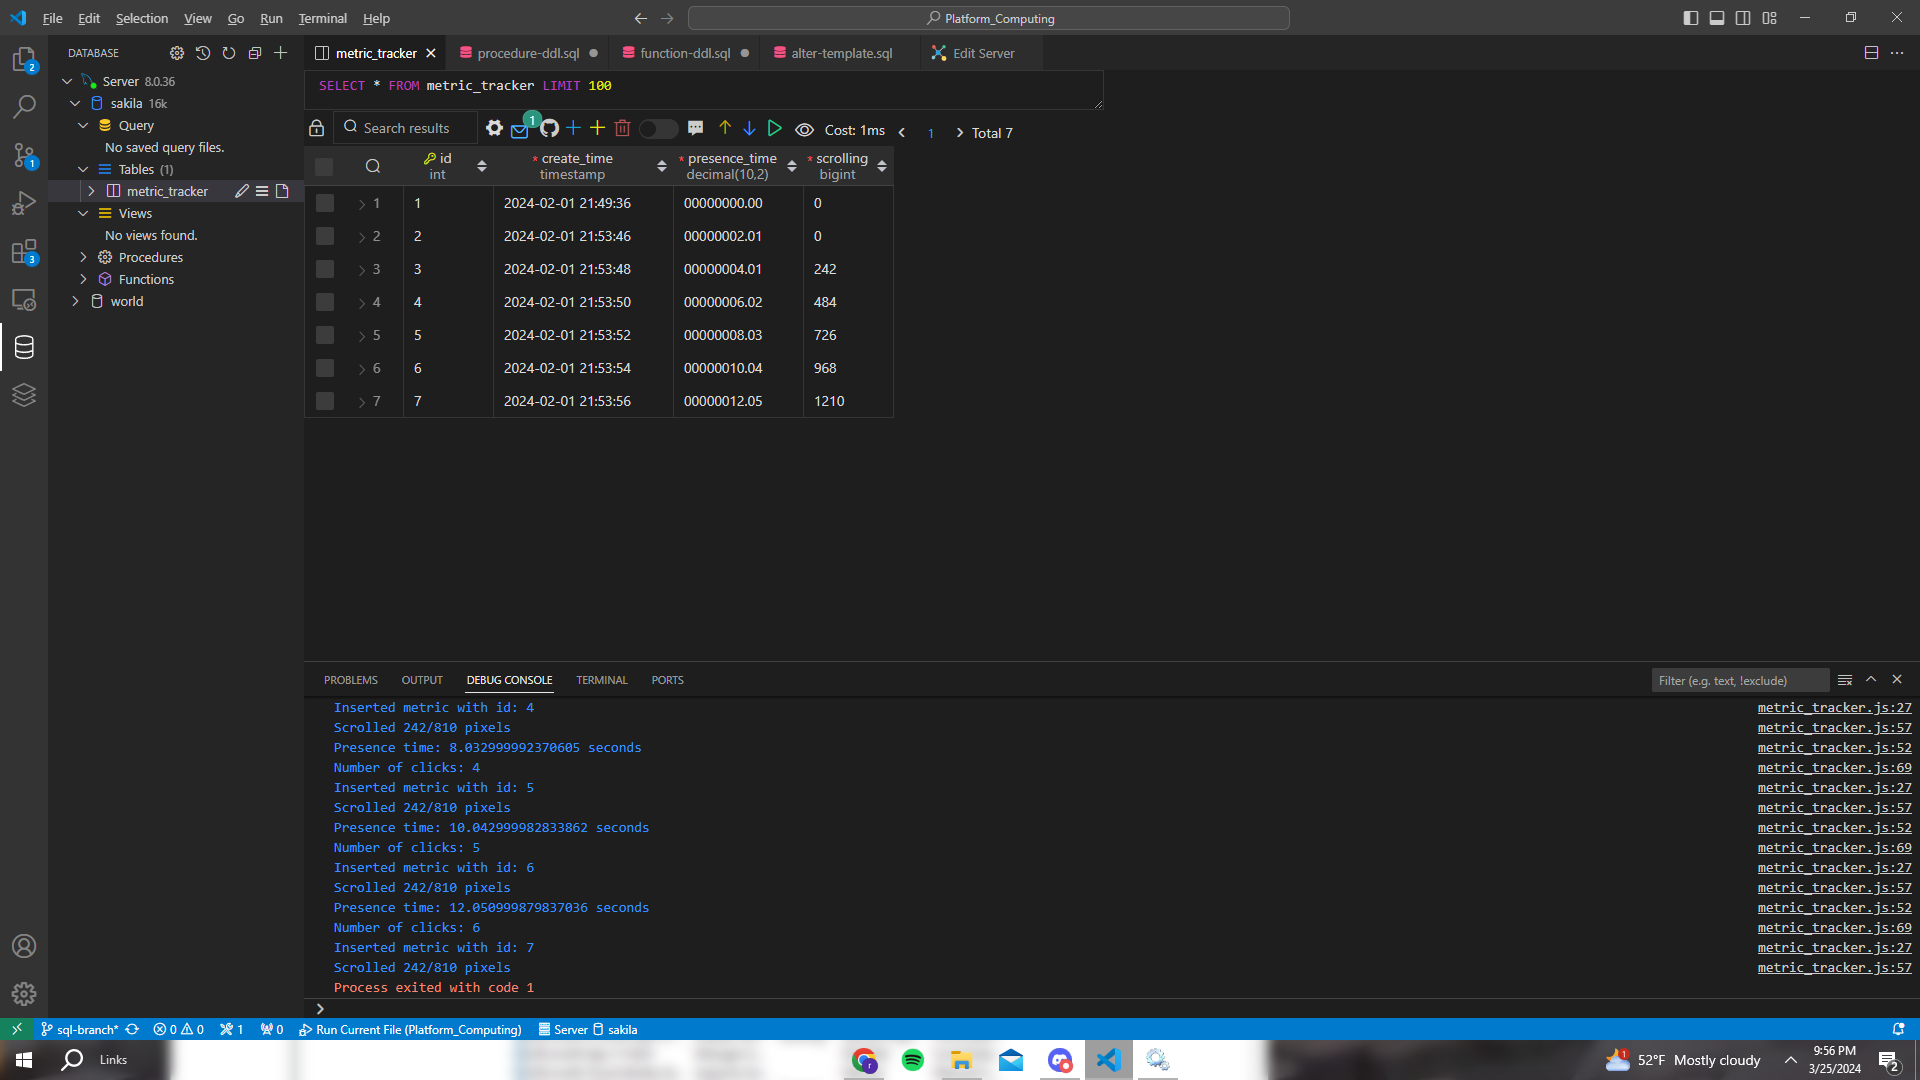 File Edit Selection View Go Run Terminal Help
Platform_Computing
DATABASE
metric_tracker
procedure-ddl.sql
function-ddl.sql
alter-template.sql
Edit Server
2
1
3
Server 8.0.36
sakila 16k
Query
No saved query files.
Tables (1)
metric_tracker
Views
No views found.
Procedures
Functions
world
SELECT * FROM metric_tracker LIMIT 100
Search results
1
Cost: 1ms
1
Total 7
id int
* create_time timestamp
* presence_time decimal(10,2)
* scrolling bigint
1 1 2024-02-01 21:49:36 00000000.00 0
2 2 2024-02-01 21:53:46 00000002.01 0
3 3 2024-02-01 21:53:48 00000004.01 242
4 4 2024-02-01 21:53:50 00000006.02 484
5 5 2024-02-01 21:53:52 00000008.03 726
6 6 2024-02-01 21:53:54 00000010.04 968
7 7 2024-02-01 21:53:56 00000012.05 1210
PROBLEMS OUTPUT DEBUG CONSOLE TERMINAL PORTS
Filter (e.g. text, !exclude)
Inserted metric with id: 4 metric_tracker.js:27
Scrolled 242/810 pixels metric_tracker.js:57
Presence time: 8.032999992370605 seconds metric_tracker.js:52
Number of clicks: 4 metric_tracker.js:69
Inserted metric with id: 5 metric_tracker.js:27
Scrolled 242/810 pixels metric_tracker.js:57
Presence time: 10.042999982833862 seconds metric_tracker.js:52
Number of clicks: 5 metric_tracker.js:69
Inserted metric with id: 6 metric_tracker.js:27
Scrolled 242/810 pixels metric_tracker.js:57
Presence time: 12.050999879837036 seconds metric_tracker.js:52
Number of clicks: 6 metric_tracker.js:69
Inserted metric with id: 7 metric_tracker.js:27
Scrolled 242/810 pixels metric_tracker.js:57
Process exited with code 1
sql-branch* 0 0 1 0 Run Current File (Platform_Computing) Server sakila
Links
1
52°F Mostly cloudy
9:56 PM
3/25/2024
2